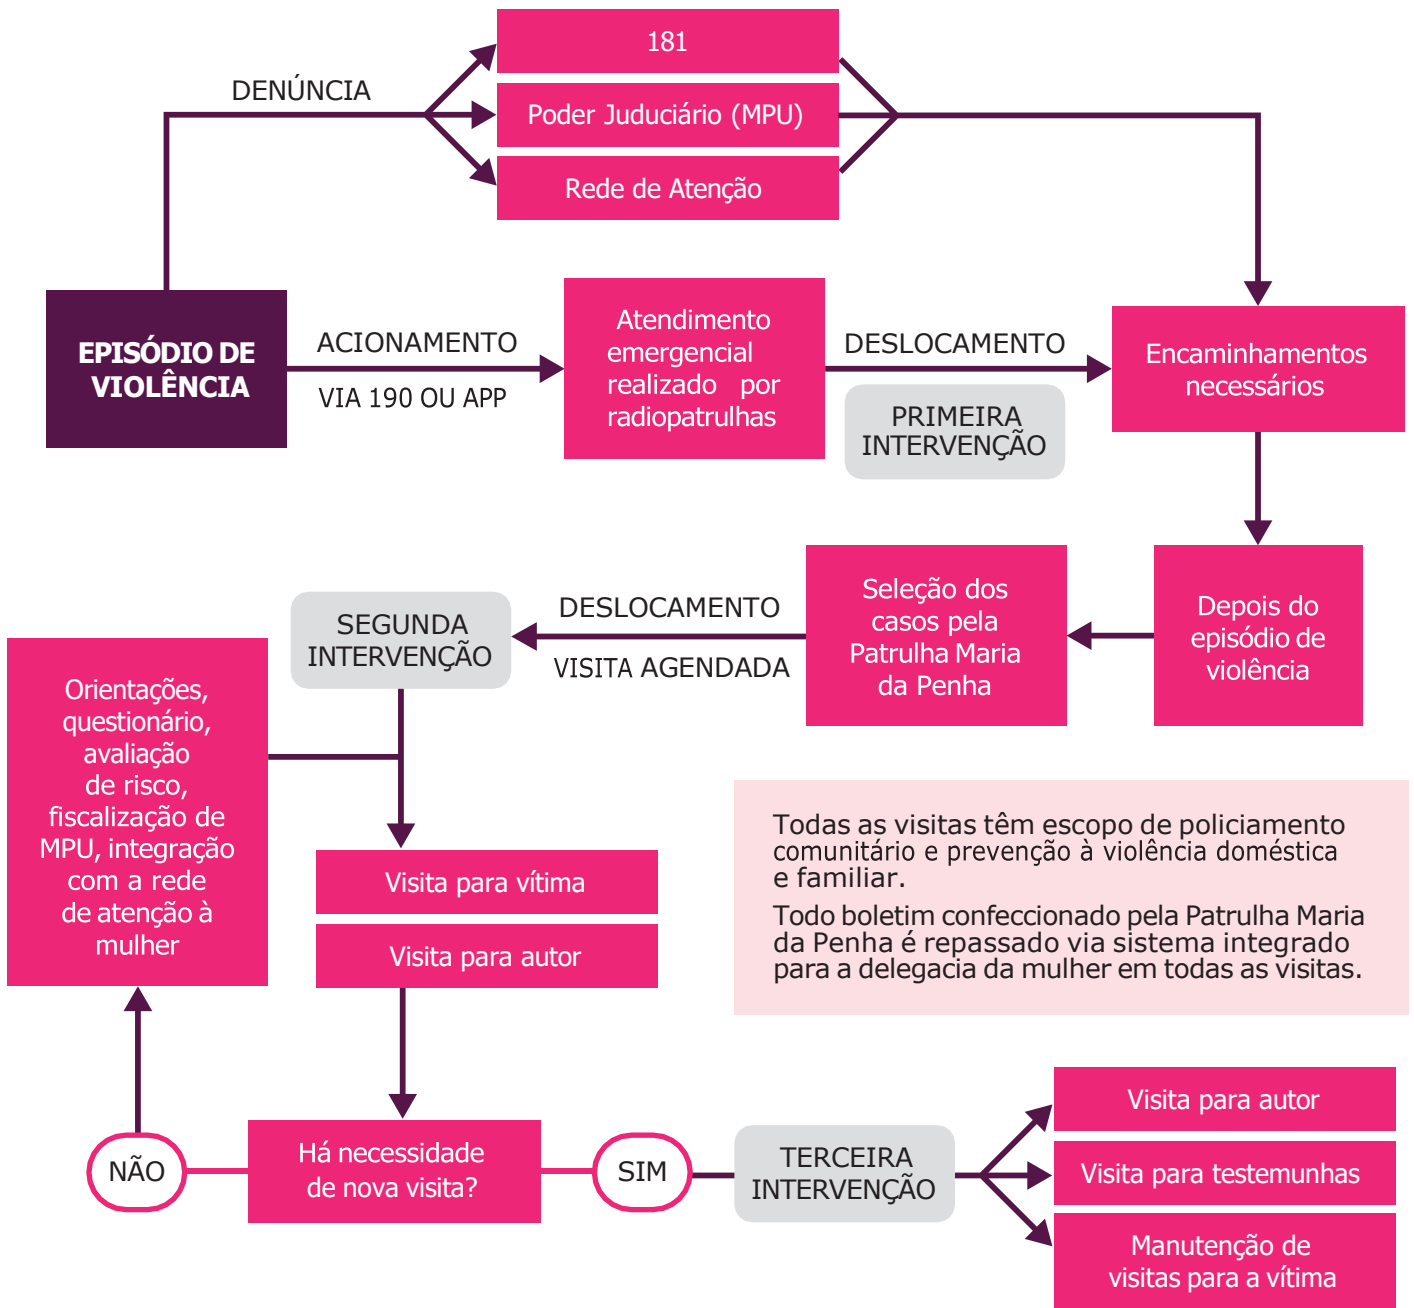 181
DENÚNCIA
Poder Juduciário (MPU)
Rede de Atenção
EPISÓDIO DE
VIOLÊNCIA
ACIONAMENTO
VIA 190 OU APP
Atendimento
emergencial
realizado por
radiopatrulhas
DESLOCAMENTO
PRIMEIRA
INTERVENÇÃO
Encaminhamentos
necessários
Depois do
episódio de
violência
Seleção dos
casos pela
Patrulha Maria
da Penha
DESLOCAMENTO
VISITA AGENDADA
SEGUNDA
INTERVENÇÃO
Orientações,
questionário,
avaliação
de risco,
fiscalização de
MPU, integração
com a rede
de atenção à
mulher
Visita para vítima
Visita para autor
Todas as visitas têm escopo de policiamento
comunitário e prevenção à violência doméstica
e familiar.
Todo boletim confeccionado pela Patrulha Maria
da Penha é repassado via sistema integrado
para a delegacia da mulher em todas as visitas.
NÃO
Há necessidade
de nova visita?
SIM
TERCEIRA
INTERVENÇÃO
Visita para autor
Visita para testemunhas
Manutenção de
visitas para a vítima